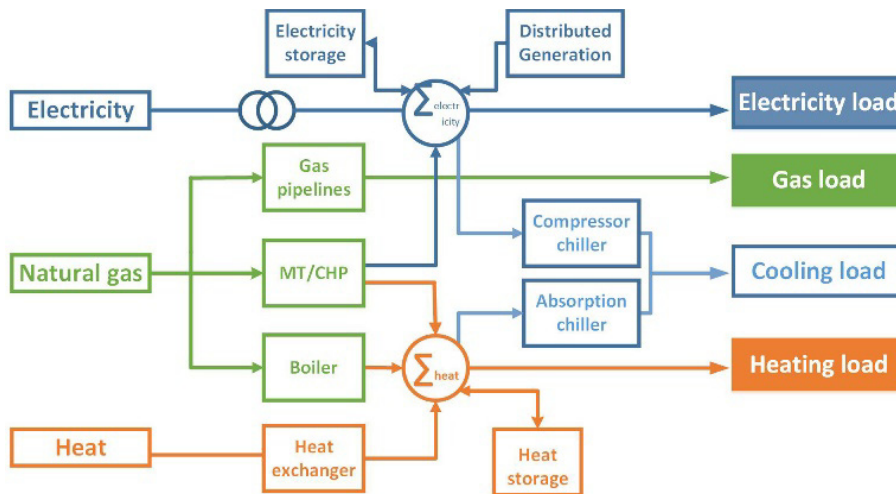 Electricity
storage
Distributed
Generation
Electricity
Σ electr
icity
Electricity load
Gas
pipelines
Gas load
Compressor
chiller
Natural gas
MT/CHP
Cooling load
Absorption
chiller
Boiler
Σ heat
Heating load
Heat
Heat
exchanger
Heat
storage